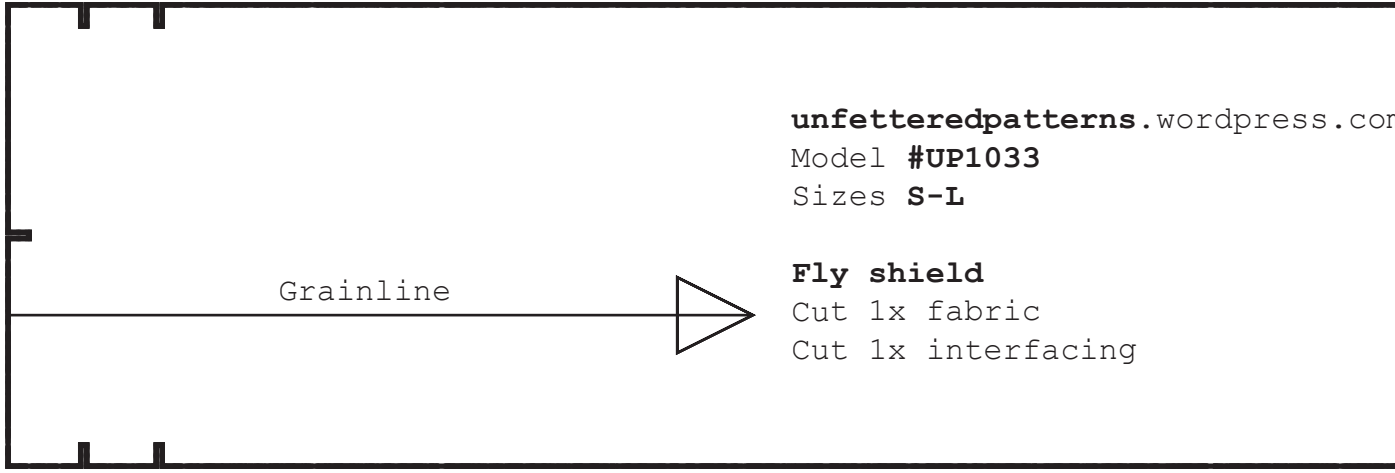 unfetteredpatterns.wordpress.com
Model #UP1033
Sizes S-L
Fly shield
Grainline
Cut 1x fabric
Cut 1x interfacing